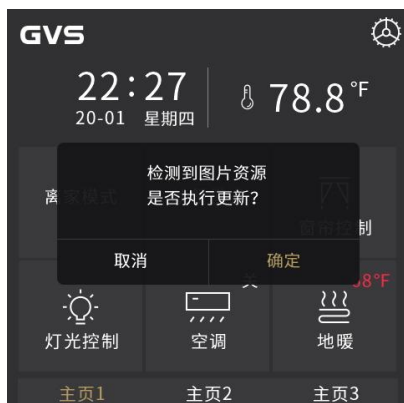 GVS
22:27
78.8°F
20-01 星期四
检测到图片资源
是否执行更新?
离家模式
窗帘控制
取消
确定
68°F
灯光控制
空调
地暖
主页1
主页2
主页3